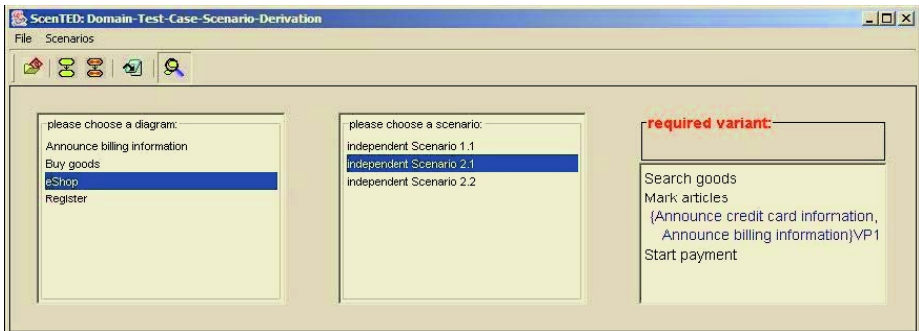 ScenTED: Domain-Test-Case-Scenario-Derivation
File Scenarios
please choose a diagram:
Announce billing information
Buy goods
eShop
Register
please choose a scenario:
independent Scenario 1.1
independent Scenario 2.1
independent Scenario 2.2
required variant:
Search goods
Mark articles
{Announce credit card information,
Announce billing information}VP1
Start payment